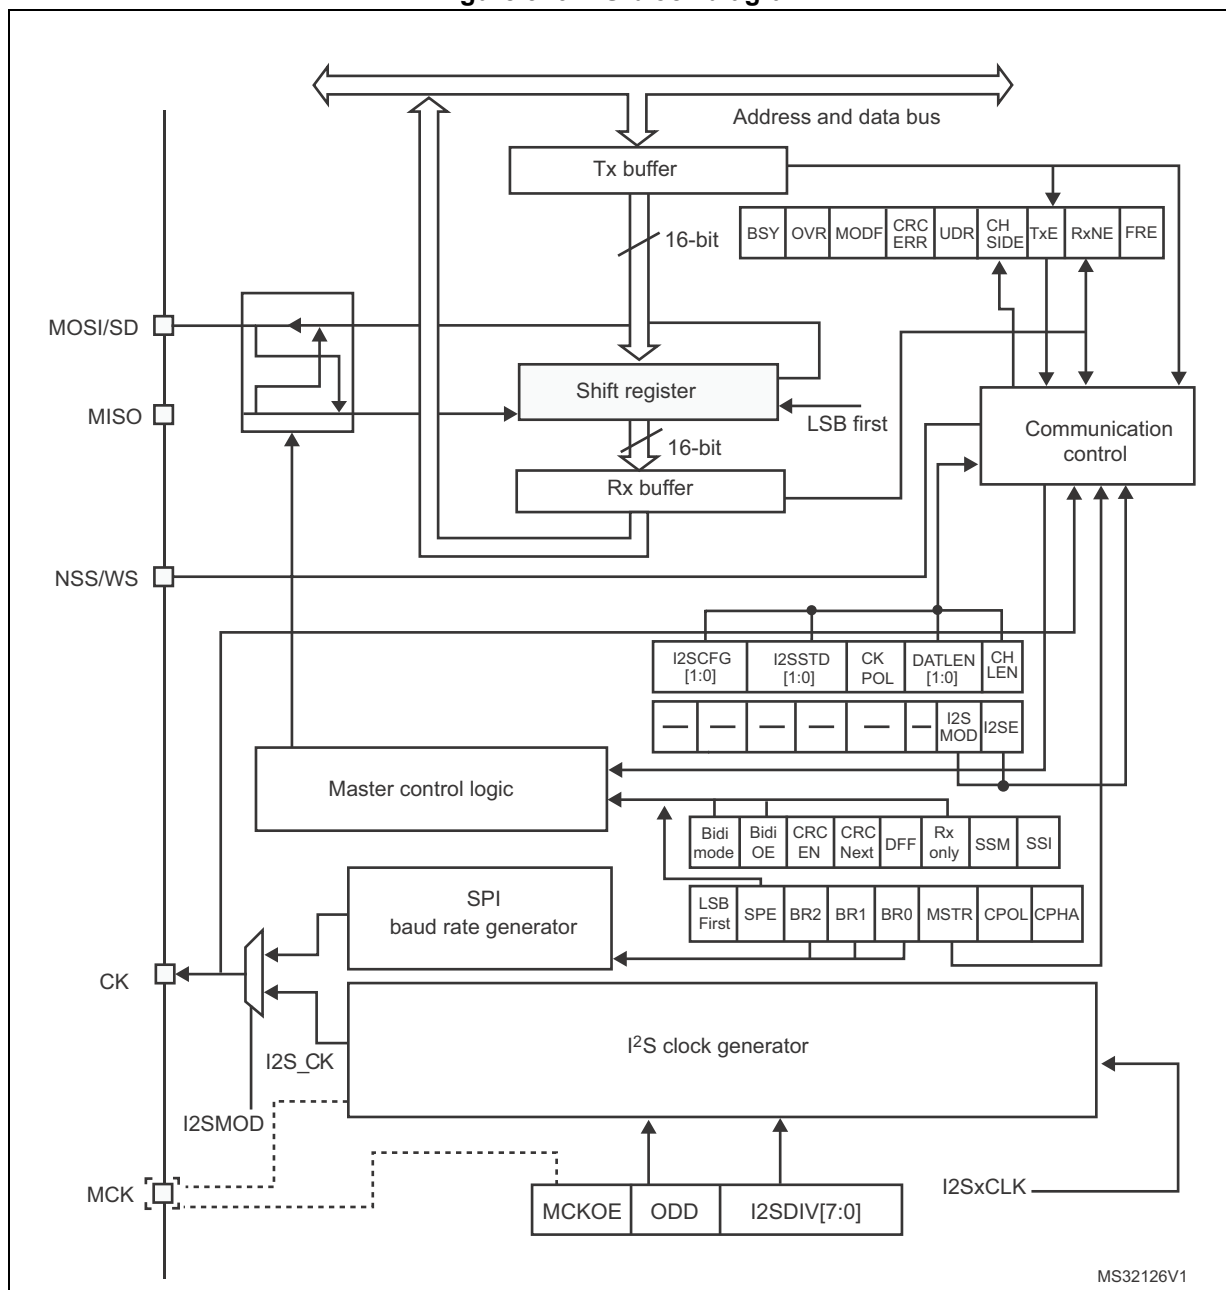 Address and data bus
Tx buffer
16-bit
BSY OVR MODF CRC ERR UDR CH SIDE TxE RxNE FRE
MOSI/SD
Shift register
LSB first
MISO
Communication control
16-bit
Rx buffer
NSS/WS
I2SCFG [1:0] I2SSTD [1:0] CK POL DATLEN [1:0] CH LEN
— — — — — — I2S MOD I2SE
Master control logic
Bidi mode Bidi OE CRC EN CRC Next DFF Rx only SSM SSI
LSB First SPE BR2 BR1 BR0 MSTR CPOL CPHA
SPI
baud rate generator
CK
I2S clock generator
I2S_CK
I2SMOD
MCK
I2SxCLK
MCKOE ODD I2SDIV[7:0]
MS32126V1